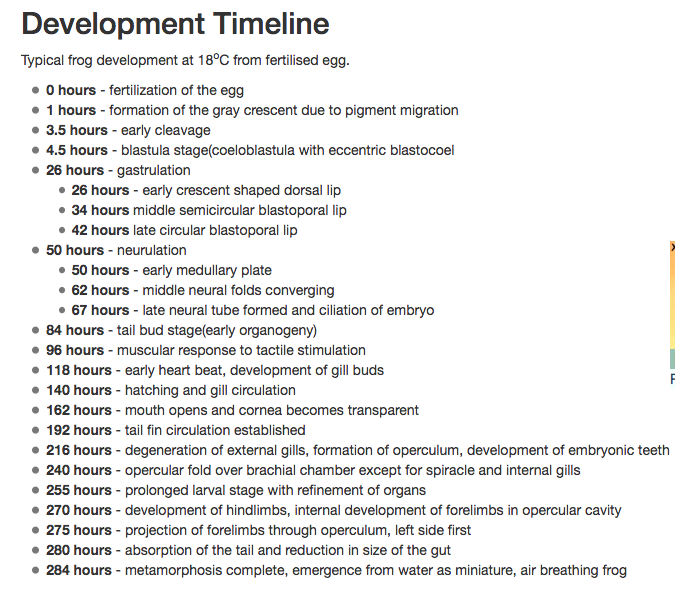 Development Timeline
Typical frog development at 18ºC from fertilised egg.
0 hours - fertilization of the egg
1 hours - formation of the gray crescent due to pigment migration
3.5 hours - early cleavage
4.5 hours - blastula stage(coeloblastula with eccentric blastocoel
26 hours - gastrulation
26 hours - early crescent shaped dorsal lip
34 hours middle semicircular blastoporal lip
42 hours late circular blastoporal lip
50 hours - neurulation
50 hours - early medullary plate
62 hours - middle neural folds converging
67 hours - late neural tube formed and ciliation of embryo
84 hours - tail bud stage(early organogeny)
96 hours - muscular response to tactile stimulation
118 hours - early heart beat, development of gill buds
140 hours - hatching and gill circulation
162 hours - mouth opens and cornea becomes transparent
192 hours - tail fin circulation established
216 hours - degeneration of external gills, formation of operculum, development of embryonic teeth
240 hours - opercular fold over brachial chamber except for spiracle and internal gills
255 hours - prolonged larval stage with refinement of organs
270 hours - development of hindlimbs, internal development of forelimbs in opercular cavity
275 hours - projection of forelimbs through operculum, left side first
280 hours - absorption of the tail and reduction in size of the gut
284 hours - metamorphosis complete, emergence from water as miniature, air breathing frog